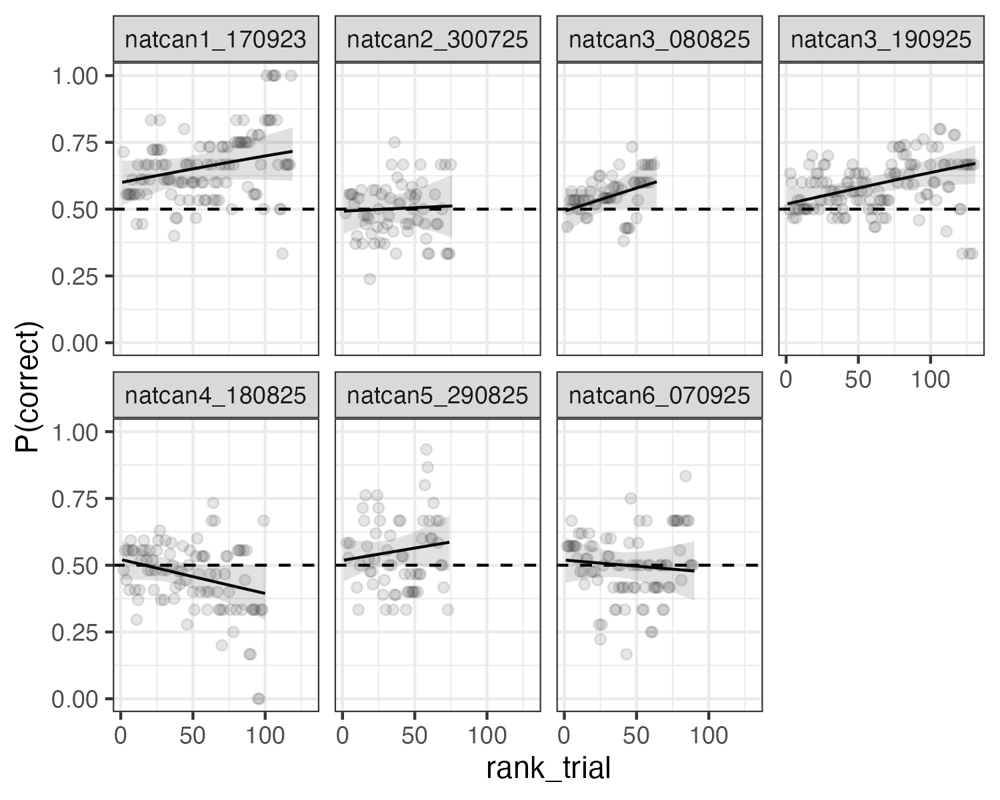 natcan1_170923 natcan2_300725 natcan3_080825 natcan3_190925
1.00
0.75
0.50
0.25
0.00
0 50 100
P(correct)
natcan4_180825 natcan5_290825 natcan6_070925
1.00
0.75
0.50
0.25
0.00
0 50 100 0 50 100 0 50 100
rank_trial